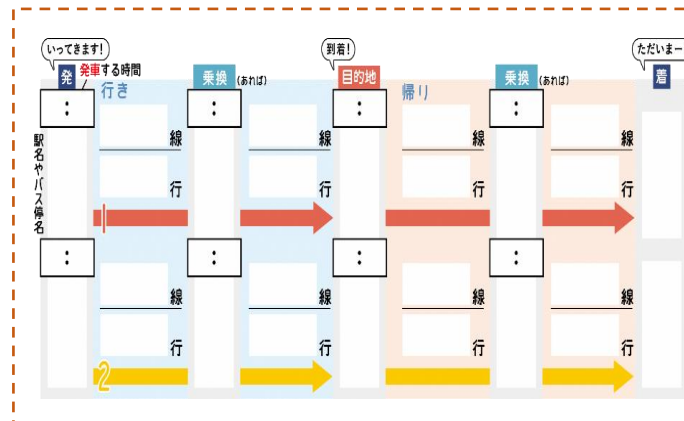 いってきます!
到着!
ただいまー
発
発車する時間
乗換(あれば)
目的地
乗換(あれば)
着
行き
帰り
:
:
:
:
駅名やバス停名
線
線
線
線
行
行
行
行
1
:
:
:
:
線
線
線
線
行
行
行
行
2